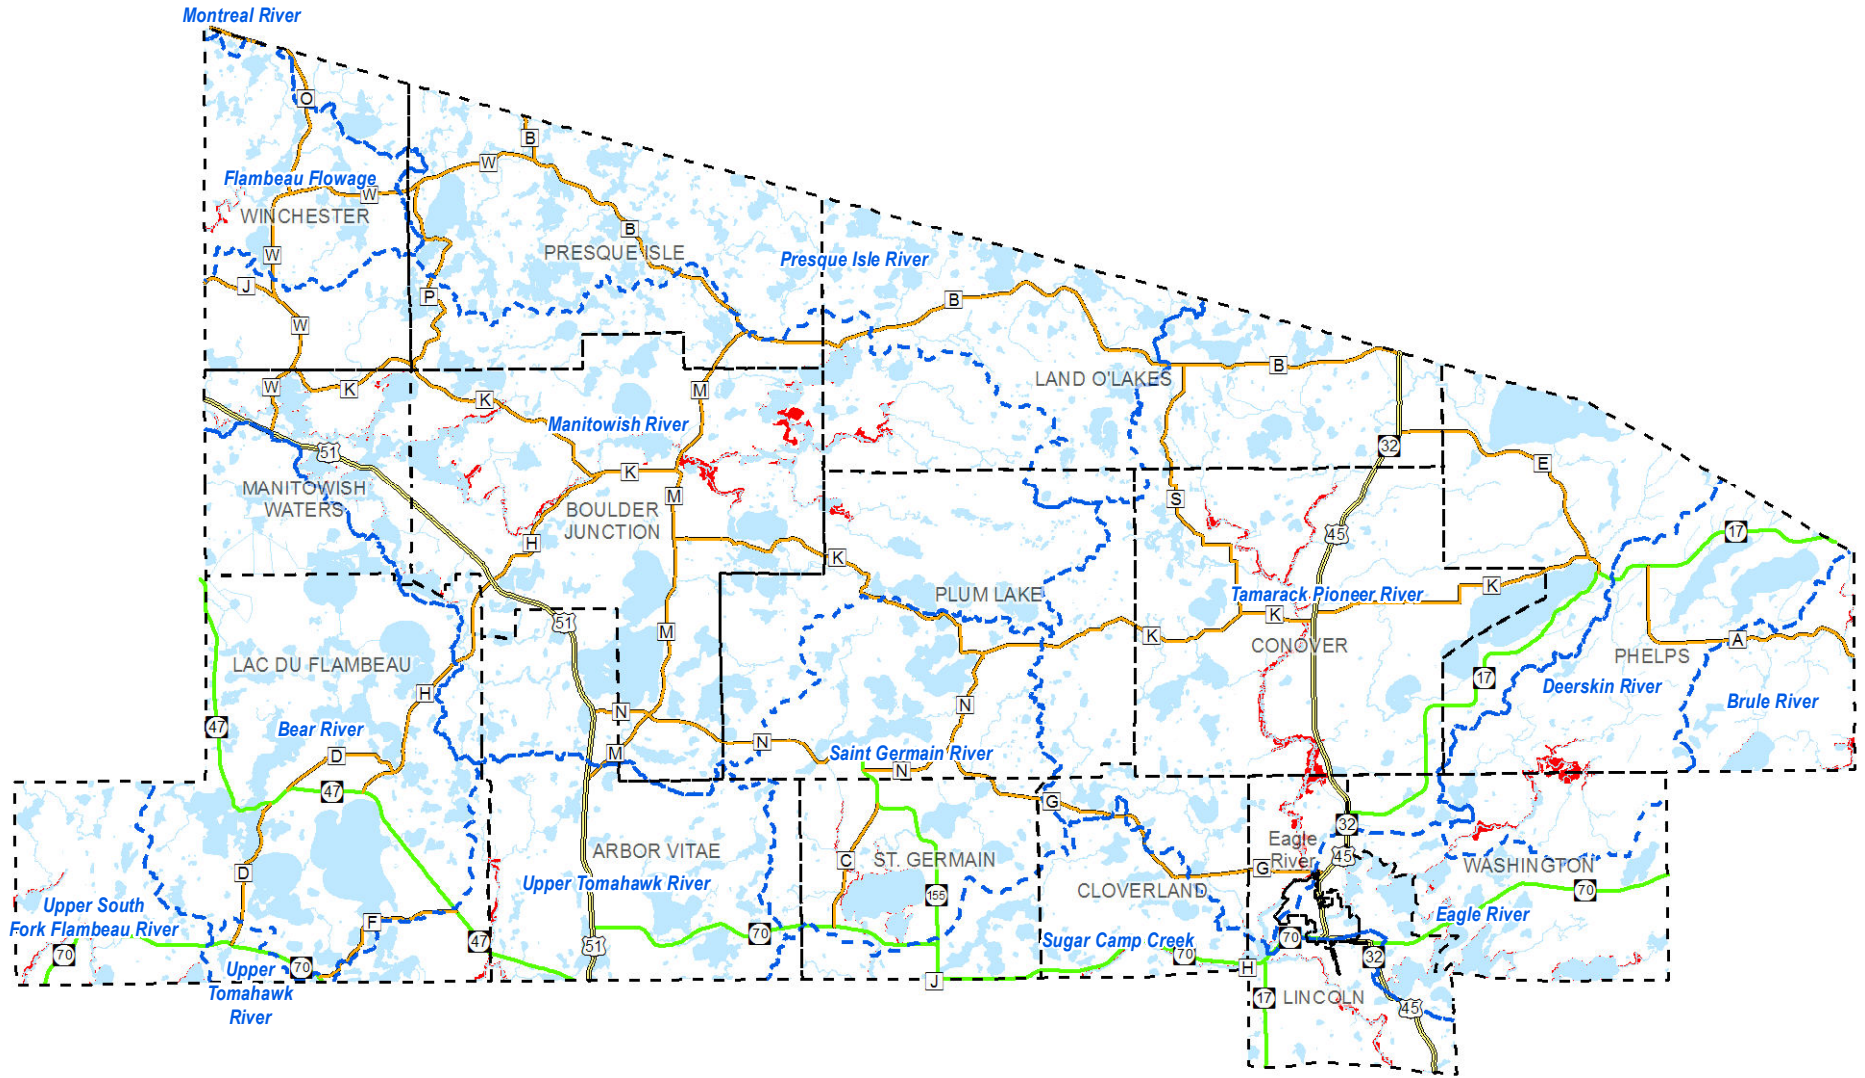 Montreal River
O
B
W
Flambeau Flowage
W
WINCHESTER
B
PRESQUE ISLE
Presque Isle River
W
J
P
B
W
B
LAND O'LAKES
W
K
K
M
Manitowish River
32
E
51
K
MANITOWISH
WATERS
M
S
BOULDER
JUNCTION
45
17
H
K
PLUM LAKE
Tamarack Pioneer River
K
K
51
M
K
CONOVER
A
LAC DU FLAMBEAU
PHELPS
H
17
Deerskin River
Brule River
47
Bear River
N
N
D
M
N
Saint Germain River
N
47
G
32
Eagle
River
ARBOR VITAE
C
ST. GERMAIN
45
WASHINGTON
D
G
Upper Tomahawk River
155
CLOVERLAND
70
Upper South
Fork Flambeau River
F
Eagle River
70
47
51
70
Sugar Camp Creek
70
70
32
70
H
Upper
Tomahawk
River
J
17
LINCOLN
45